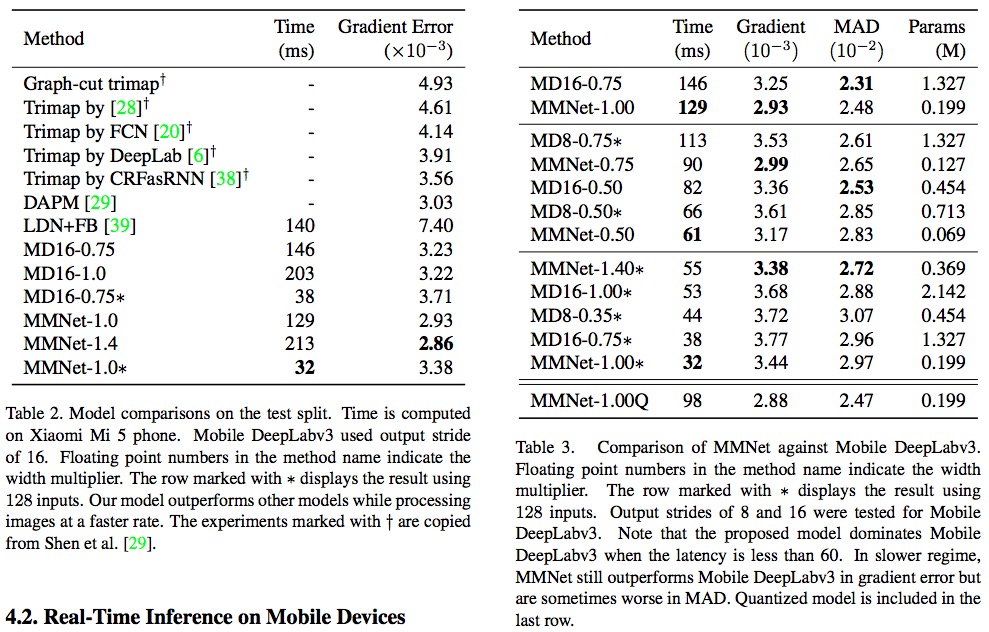 Method Time (ms) Gradient Error (×10⁻³)
Graph-cut trimap† - 4.93
Trimap by [28]† - 4.61
Trimap by FCN [20]† - 4.14
Trimap by DeepLab [6]† - 3.91
Trimap by CRFasRNN [38]† - 3.56
DAPM [29] - 3.03
LDN+FB [39] 140 7.40
MD16-0.75 146 3.23
MD16-1.0 203 3.22
MD16-0.75∗ 38 3.71
MMNet-1.0 129 2.93
MMNet-1.4 213 2.86
MMNet-1.0∗ 32 3.38
Table 2. Model comparisons on the test split. Time is computed
on Xiaomi Mi 5 phone. Mobile DeepLabv3 used output stride
of 16. Floating point numbers in the method name indicate the
width multiplier. The row marked with ∗ displays the result using
128 inputs. Our model outperforms other models while processing
images at a faster rate. The experiments marked with † are copied
from Shen et al. [29].
4.2. Real-Time Inference on Mobile Devices
Method Time (ms) Gradient (10⁻³) MAD (10⁻²) Params (M)
MD16-0.75 146 3.25 2.31 1.327
MMNet-1.00 129 2.93 2.48 0.199
MD8-0.75∗ 113 3.53 2.61 1.327
MMNet-0.75 90 2.99 2.65 0.127
MD16-0.50 82 3.36 2.53 0.454
MD8-0.50∗ 66 3.61 2.85 0.713
MMNet-0.50 61 3.17 2.83 0.069
MMNet-1.40∗ 55 3.38 2.72 0.369
MD16-1.00∗ 53 3.68 2.88 2.142
MD8-0.35∗ 44 3.72 3.07 0.454
MD16-0.75∗ 38 3.77 2.96 1.327
MMNet-1.00∗ 32 3.44 2.97 0.199
MMNet-1.00Q 98 2.88 2.47 0.199
Table 3. Comparison of MMNet against Mobile DeepLabv3.
Floating point numbers in the method name indicate the width
multiplier. The row marked with ∗ displays the result using
128 inputs. Output strides of 8 and 16 were tested for Mobile
DeepLabv3. Note that the proposed model dominates Mobile
DeepLabv3 when the latency is less than 60. In slower regime,
MMNet still outperforms Mobile DeepLabv3 in gradient error but
are sometimes worse in MAD. Quantized model is included in the
last row.